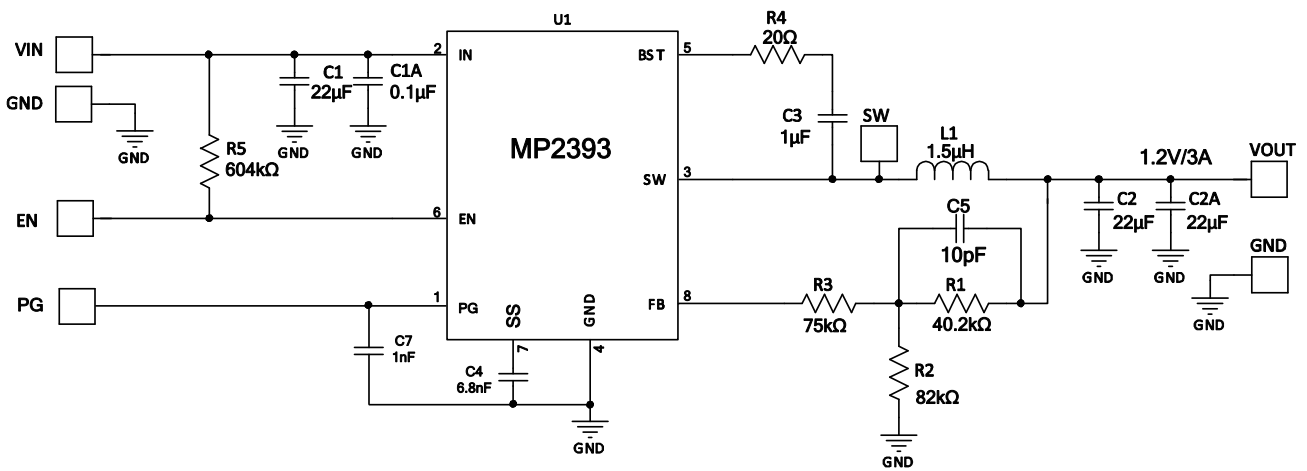 U1
VIN
2
IN
BST
5
R4
20Ω
C1
22μF
C1A
0.1μF
GND
GND
GND
GND
R5
604kΩ
MP2393
C3
1μF
SW
L1
1.5μH
1.2V/3A
VOUT
SW
3
C2
22μF
C2A
22μF
GND
GND
EN
6
EN
C5
10pF
GND
GND
PG
1
PG
SS
GND
FB
8
R3
75kΩ
R1
40.2kΩ
C7
1nF
7
4
C4
6.8nF
R2
82kΩ
GND
GND